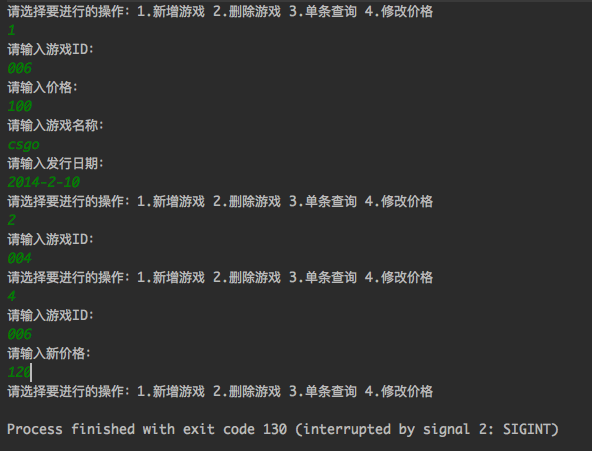 请选择要进行的操作：1.新增游戏 2.删除游戏 3.单条查询 4.修改价格
1
请输入游戏ID：
006
请输入价格：
100
请输入游戏名称：
csgo
请输入发行日期：
2014-2-10
请选择要进行的操作：1.新增游戏 2.删除游戏 3.单条查询 4.修改价格
2
请输入游戏ID：
004
请选择要进行的操作：1.新增游戏 2.删除游戏 3.单条查询 4.修改价格
4
请输入游戏ID：
006
请输入新价格：
120
请选择要进行的操作：1.新增游戏 2.删除游戏 3.单条查询 4.修改价格
Process finished with exit code 130 (interrupted by signal 2: SIGINT)